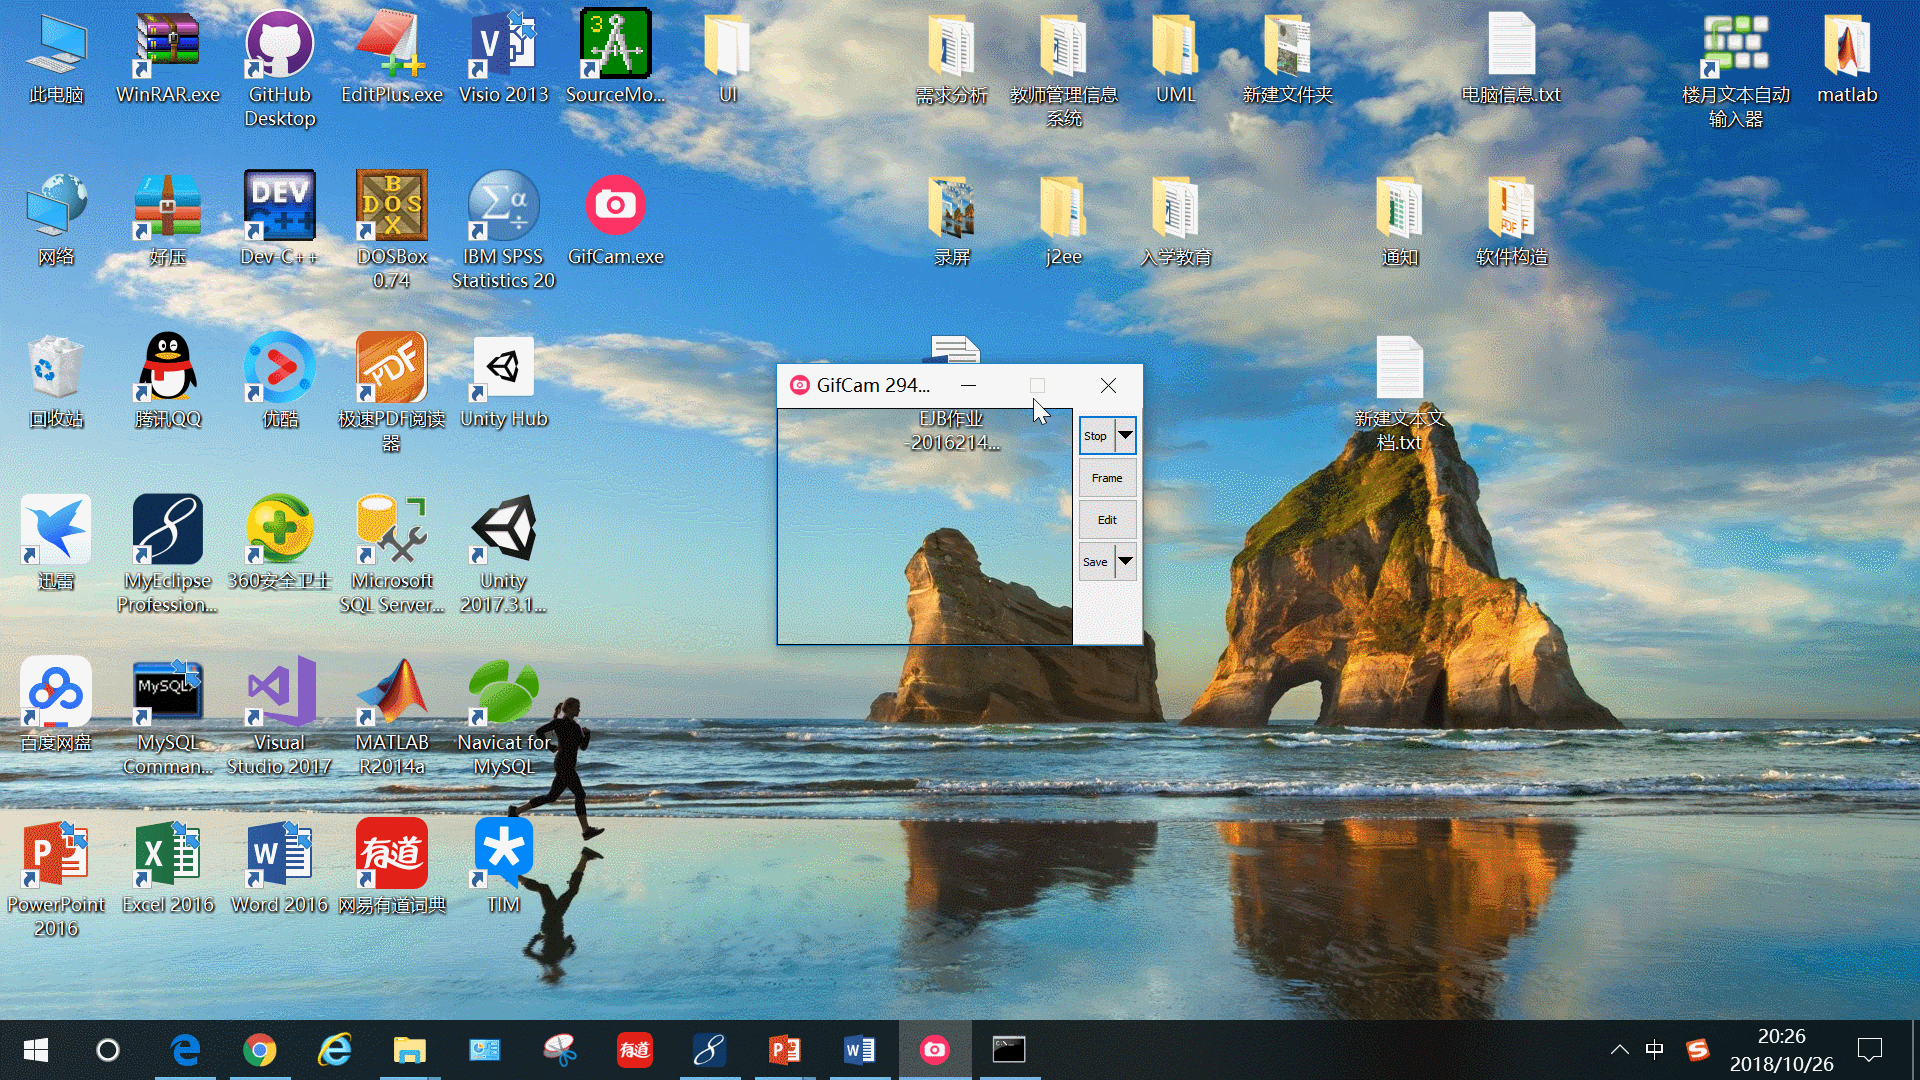 此电脑
WinRAR.exe
GitHub
Desktop
EditPlus.exe
Visio 2013
SourceMo...
UI
需求分析
教师管理信息
系统
UML
新建文件夹
电脑信息.txt
楼月文本自动
输入器
matlab
网络
好压
Dev-C++
DOSBox
0.74
IBM SPSS
Statistics 20
GifCam.exe
录屏
j2ee
入学教育
通知
软件构造
回收站
腾讯QQ
优酷
极速PDF阅读
器
Unity Hub
GifCam 294...
EJB作业
-2016214...
Stop
Frame
Edit
Save
新建文本文
档.txt
迅雷
MyEclipse
Profession...
360安全卫士
Microsoft
SQL Server...
Unity
2017.3.1...
百度网盘
MySQL
Comman...
Visual
Studio 2017
MATLAB
R2014a
Navicat for
MySQL
PowerPoint
2016
Excel 2016
Word 2016
网易有道词典
TIM
有道
中
20:26
2018/10/26